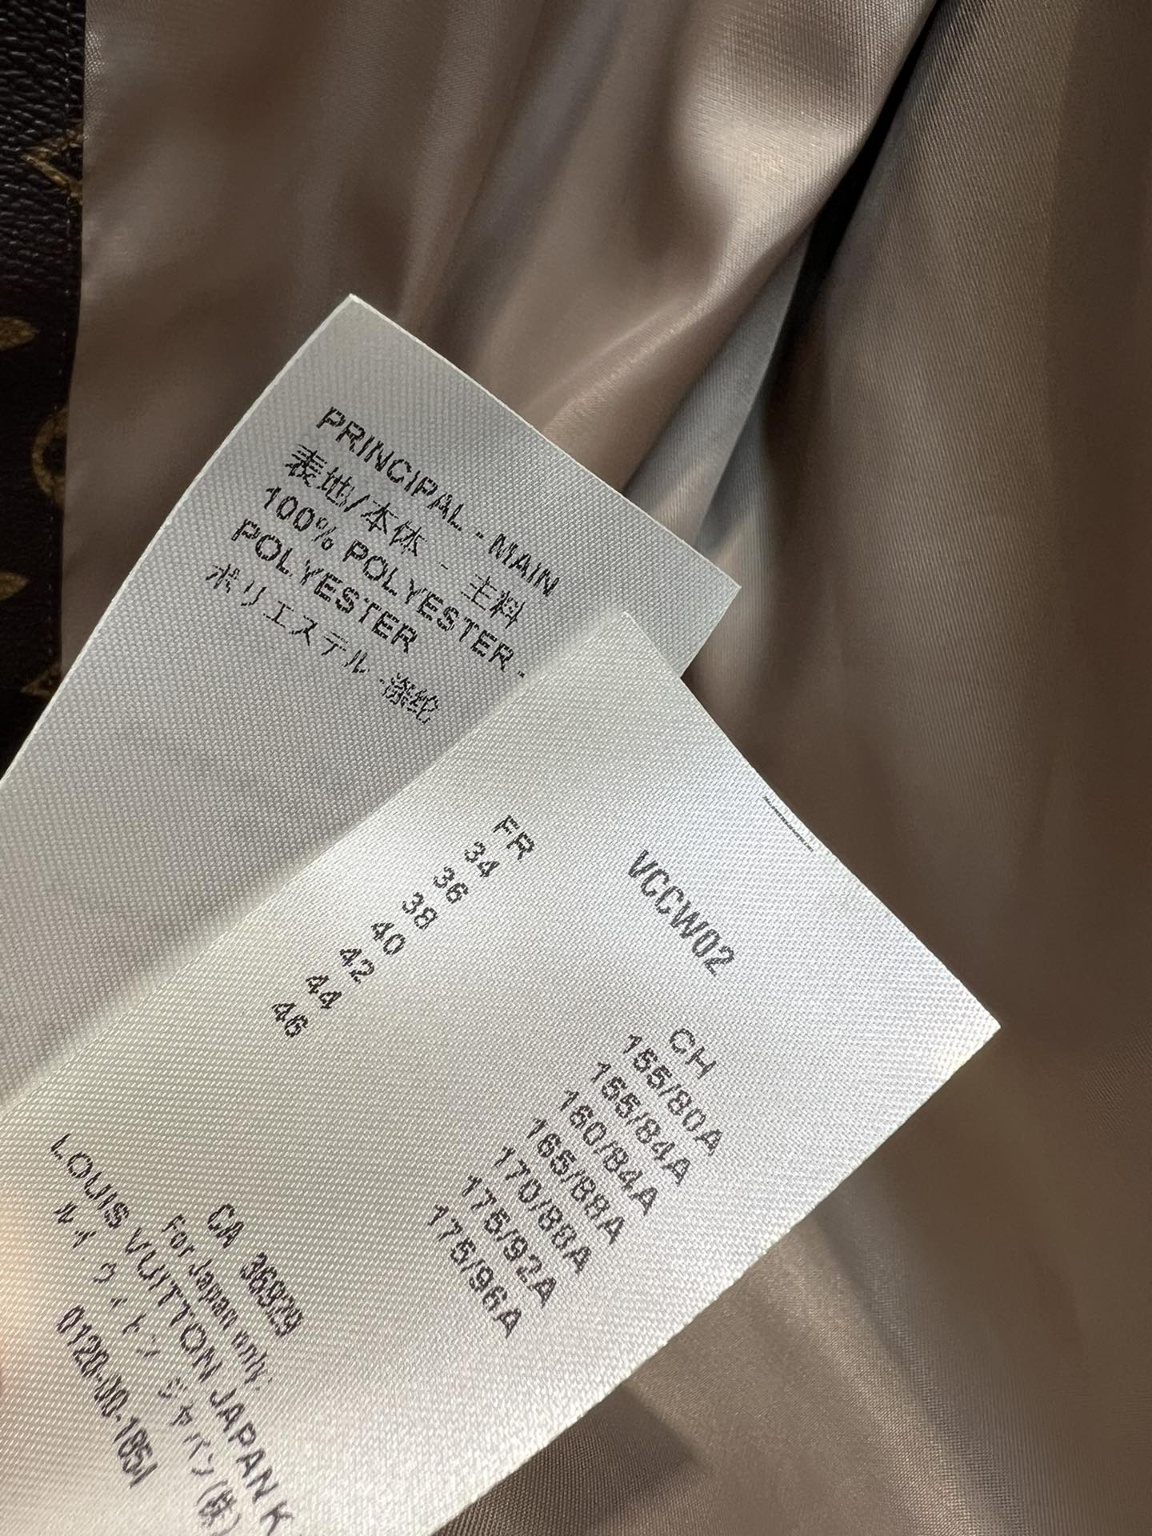 PRINCIPAL - MAIN
表地/本体 - 主料
100% POLYESTER -
POLYESTER
ポリエステル - 涤纶
VCCW02
FR
34
36
38
40
42
44
46
CH
155/80A
155/84A
160/84A
165/88A
170/88A
175/92A
175/96A
CA 36929
For Japan only:
LOUIS VUITTON JAPAN K
ルイ ヴィトン ジャパン(株)
0120-00-1854